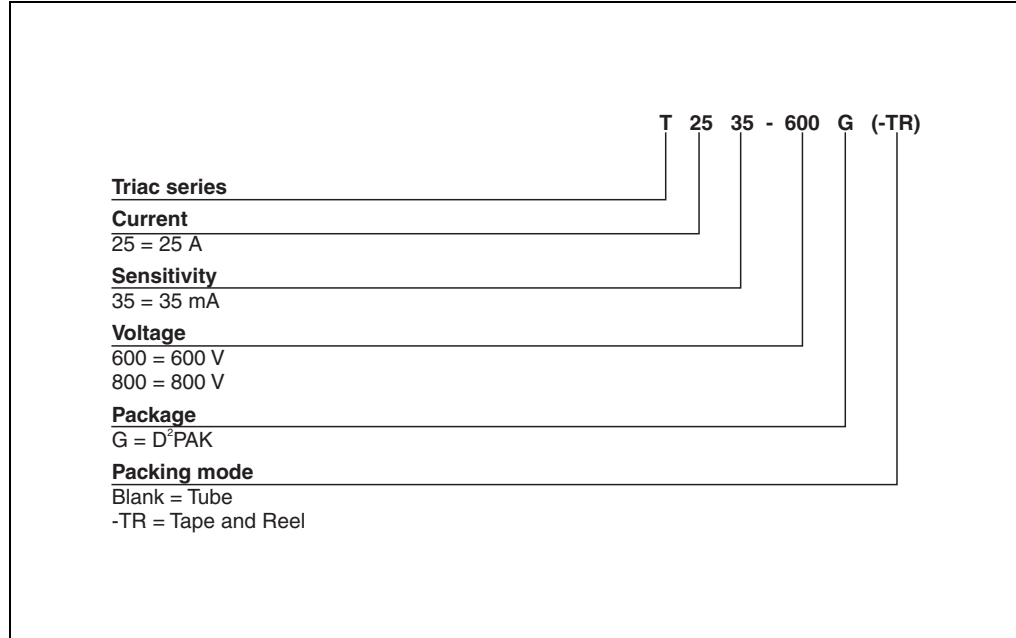 T 25 35 - 600 G (-TR)
Triac series
Current
25 = 25 A
Sensitivity
35 = 35 mA
Voltage
600 = 600 V
800 = 800 V
Package
G = D²PAK
Packing mode
Blank = Tube
-TR = Tape and Reel